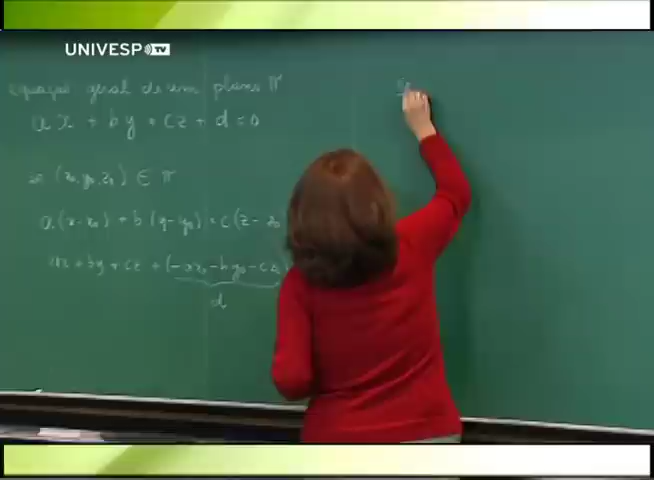 UNIVESP TV
equação geral de um plano π
ax + by + cz + d = 0
(x₀, y₀, z₀) ∈ π
a(x-x₀) + b(y-y₀) + c(z-z₀
ax + by + cz + (-ax₀ - by₀ - cz₀
d